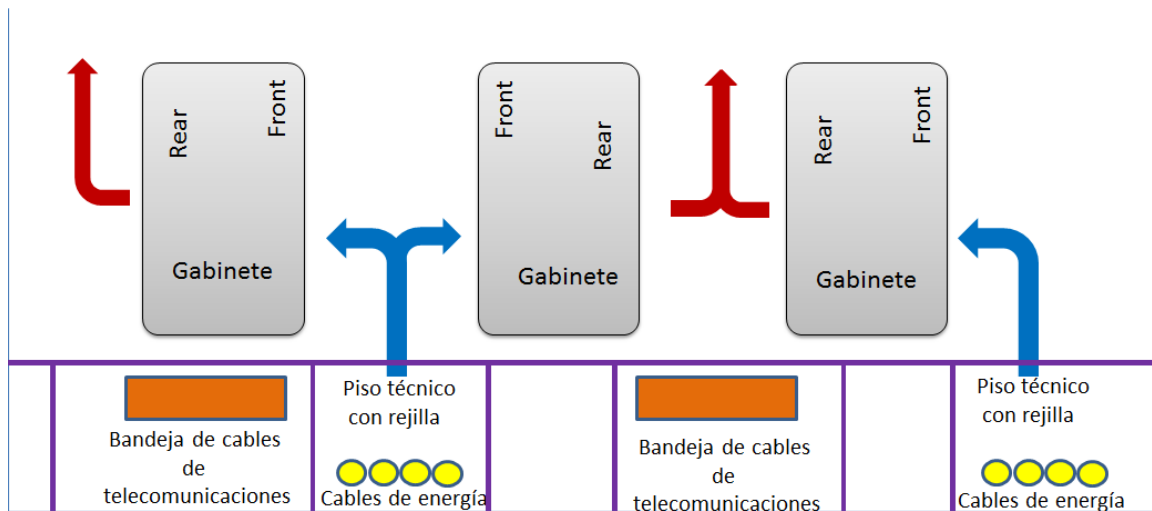 Rear
Front
Gabinete
Front
Rear
Gabinete
Rear
Front
Gabinete
Bandeja de cables
de
telecomunicaciones
Piso técnico
con rejilla
Cables de energía
Bandeja de cables
de
telecomunicaciones
Piso técnico
con rejilla
Cables de energía